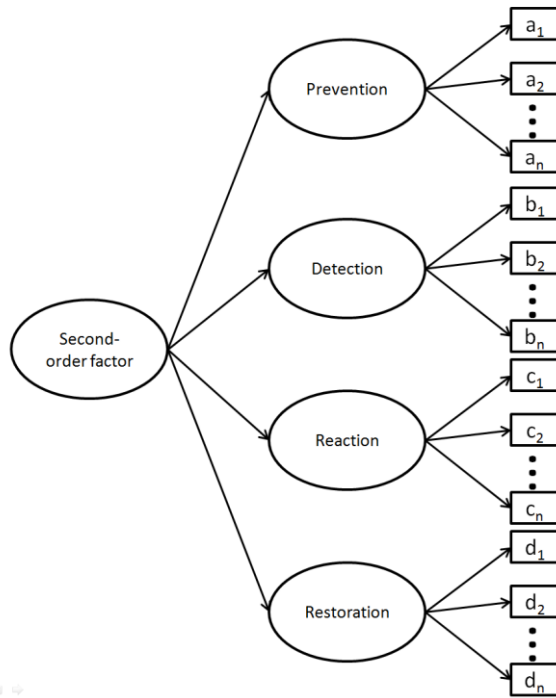 Prevention
a1
a2
an
Detection
b1
b2
bn
Second-
order factor
Reaction
c1
c2
cn
Restoration
d1
d2
dn